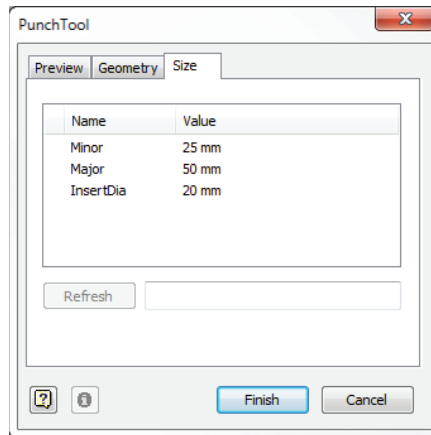 PunchTool
Preview Geometry Size
Name Value
Minor 25 mm
Major 50 mm
InsertDia 20 mm
Refresh
Finish Cancel